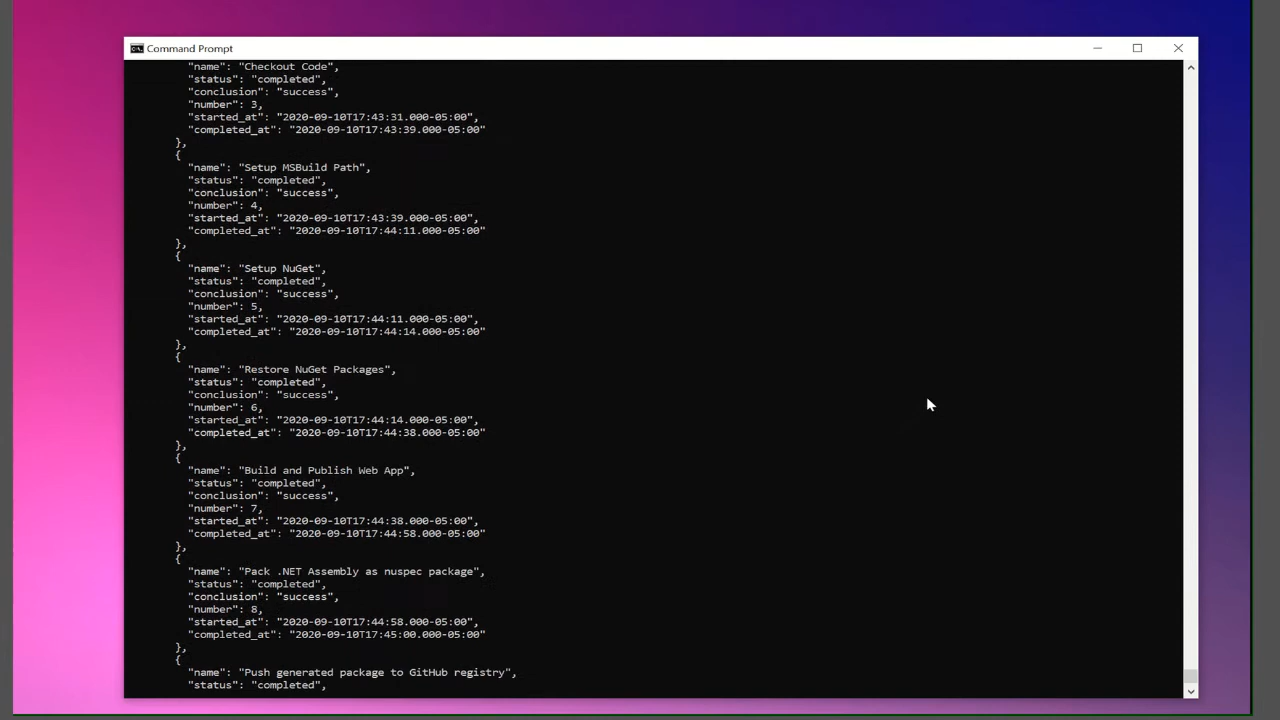 Command Prompt
"name": "Checkout Code",
"status": "completed",
"conclusion": "success",
"number": 3,
"started_at": "2020-09-10T17:43:31.000-05:00",
"completed_at": "2020-09-10T17:43:39.000-05:00"
},
{
"name": "Setup MSBuild Path",
"status": "completed",
"conclusion": "success",
"number": 4,
"started_at": "2020-09-10T17:43:39.000-05:00",
"completed_at": "2020-09-10T17:44:11.000-05:00"
},
{
"name": "Setup NuGet",
"status": "completed",
"conclusion": "success",
"number": 5,
"started_at": "2020-09-10T17:44:11.000-05:00",
"completed_at": "2020-09-10T17:44:14.000-05:00"
},
{
"name": "Restore NuGet Packages",
"status": "completed",
"conclusion": "success",
"number": 6,
"started_at": "2020-09-10T17:44:14.000-05:00",
"completed_at": "2020-09-10T17:44:38.000-05:00"
},
{
"name": "Build and Publish Web App",
"status": "completed",
"conclusion": "success",
"number": 7,
"started_at": "2020-09-10T17:44:38.000-05:00",
"completed_at": "2020-09-10T17:44:58.000-05:00"
},
{
"name": "Pack .NET Assembly as nuspec package",
"status": "completed",
"conclusion": "success",
"number": 8,
"started_at": "2020-09-10T17:44:58.000-05:00",
"completed_at": "2020-09-10T17:45:00.000-05:00"
},
{
"name": "Push generated package to GitHub registry",
"status": "completed",